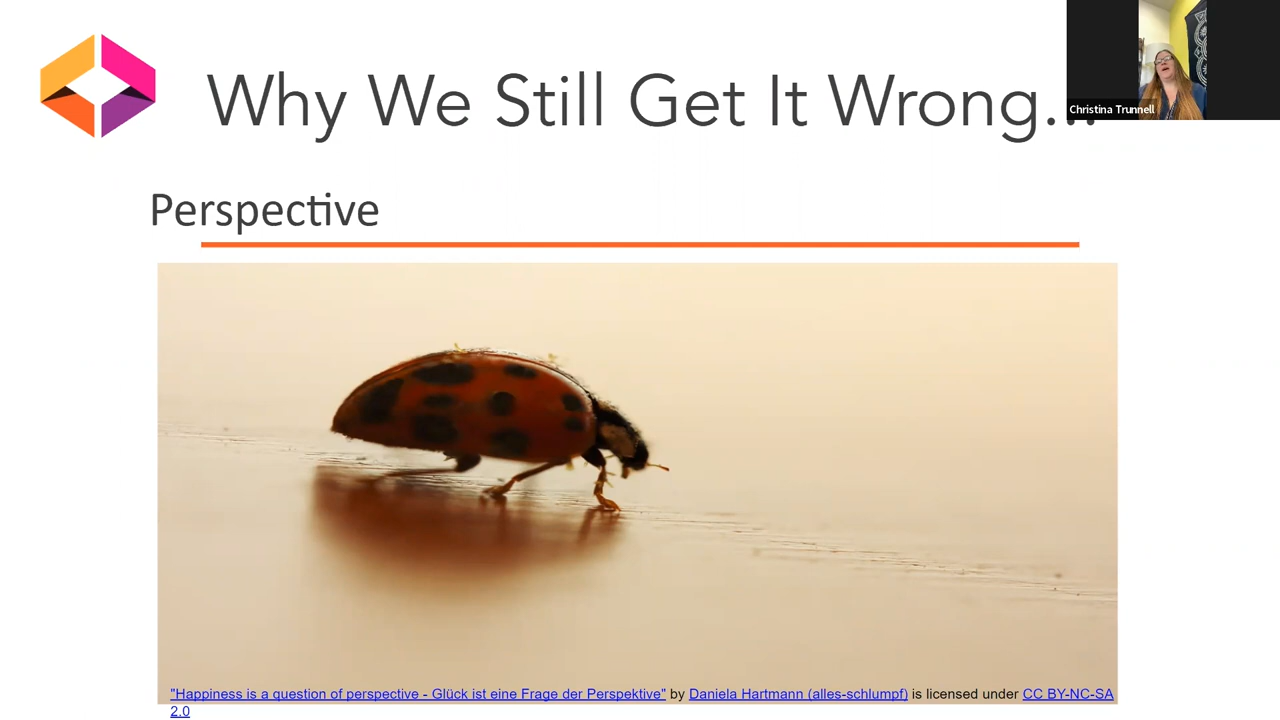 Why We Still Get It Wrong...
Christina Trunnell
Perspective
"Happiness is a question of perspective - Glück ist eine Frage der Perspektive" by Daniela Hartmann (alles-schlumpf) is licensed under CC BY-NC-SA
2.0